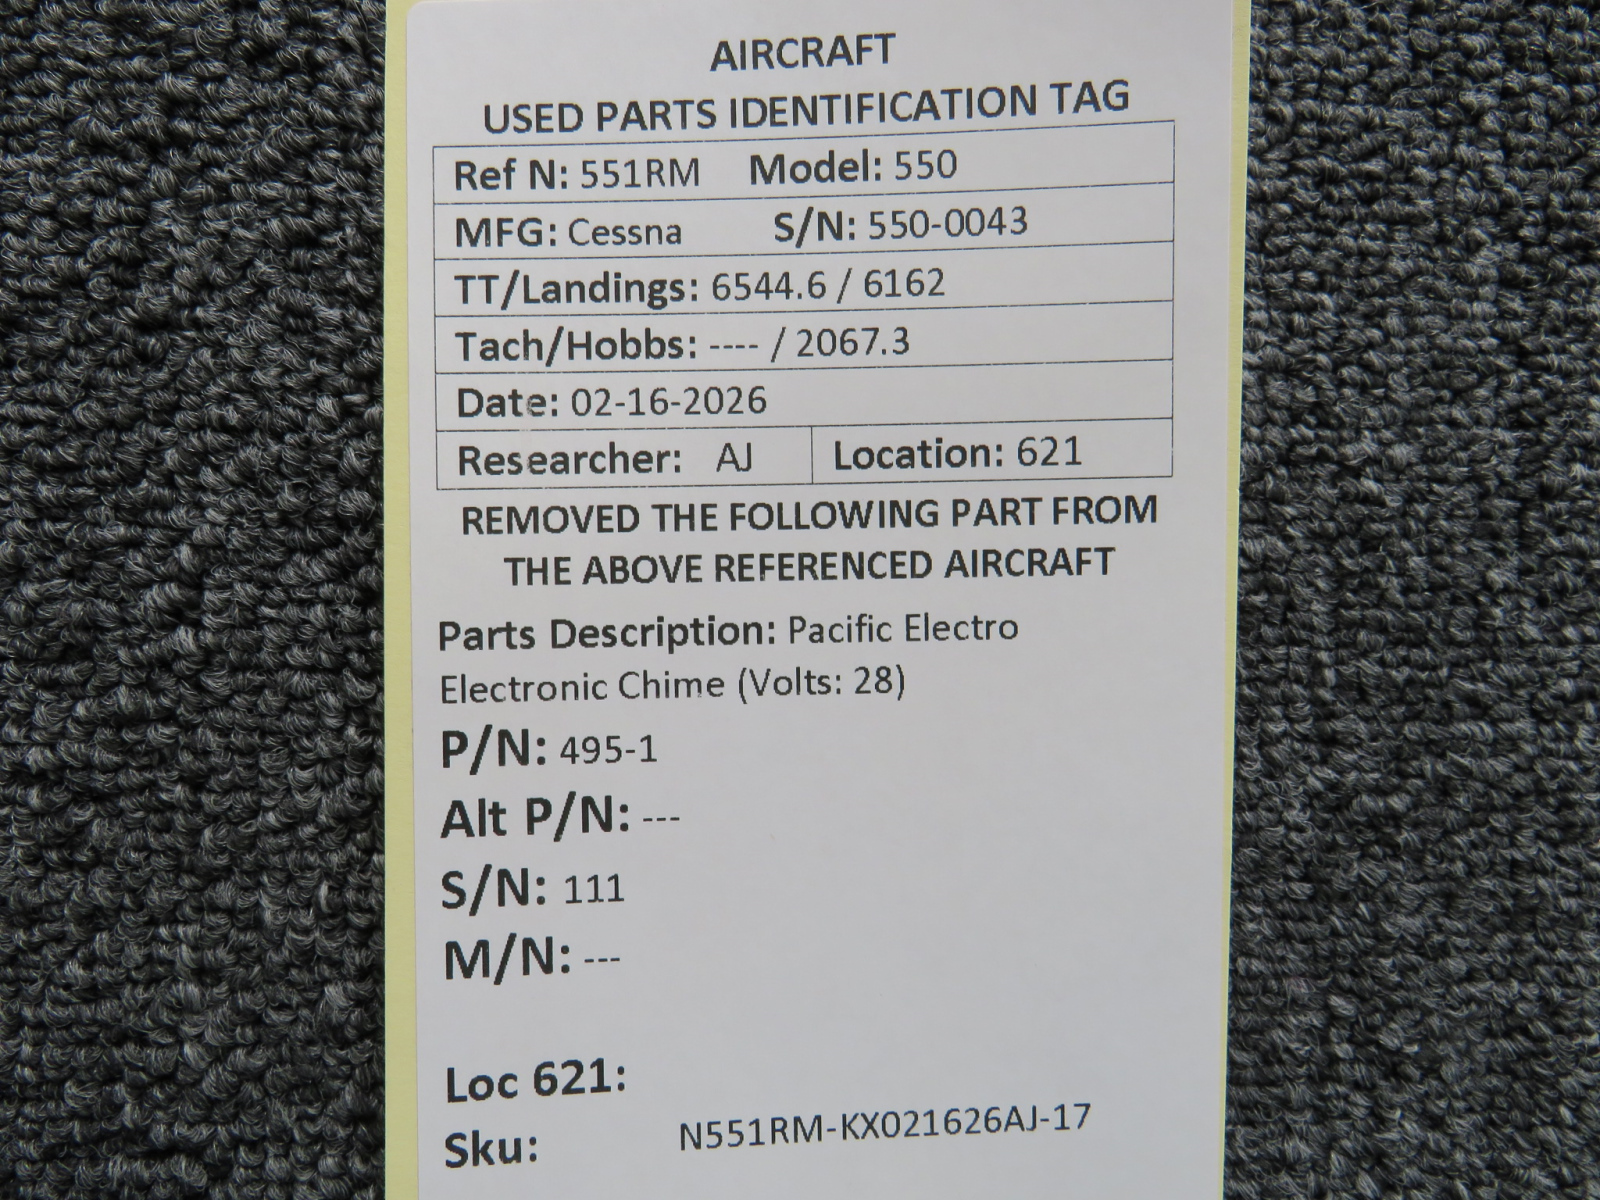 AIRCRAFT
USED PARTS IDENTIFICATION TAG
Ref N: 551RM Model: 550
MFG: Cessna S/N: 550-0043
TT/Landings: 6544.6 / 6162
Tach/Hobbs: ---- / 2067.3
Date: 02-16-2026
Researcher: AJ Location: 621
REMOVED THE FOLLOWING PART FROM
THE ABOVE REFERENCED AIRCRAFT
Parts Description: Pacific Electro
Electronic Chime (Volts: 28)
P/N: 495-1
Alt P/N: ---
S/N: 111
M/N: ---
Loc 621:
Sku: N551RM-KX021626AJ-17